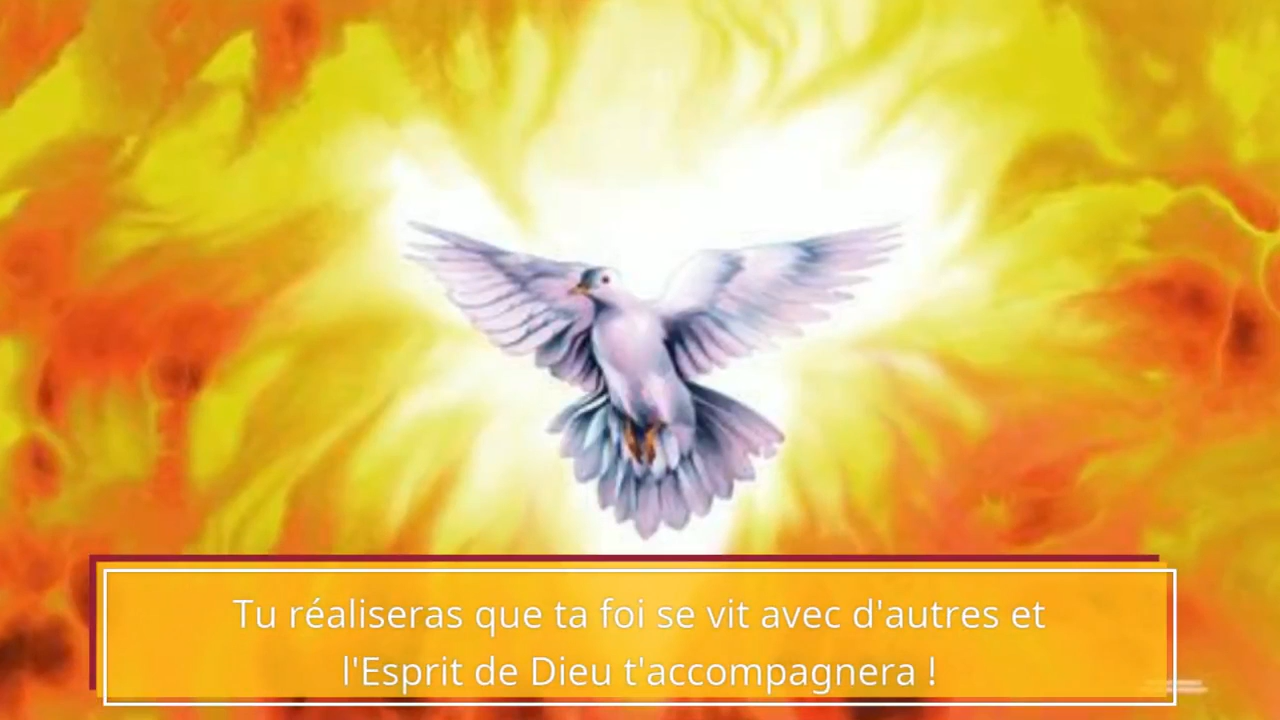 Tu réaliseras que ta foi se vit avec d'autres et
l'Esprit de Dieu t'accompagnera !